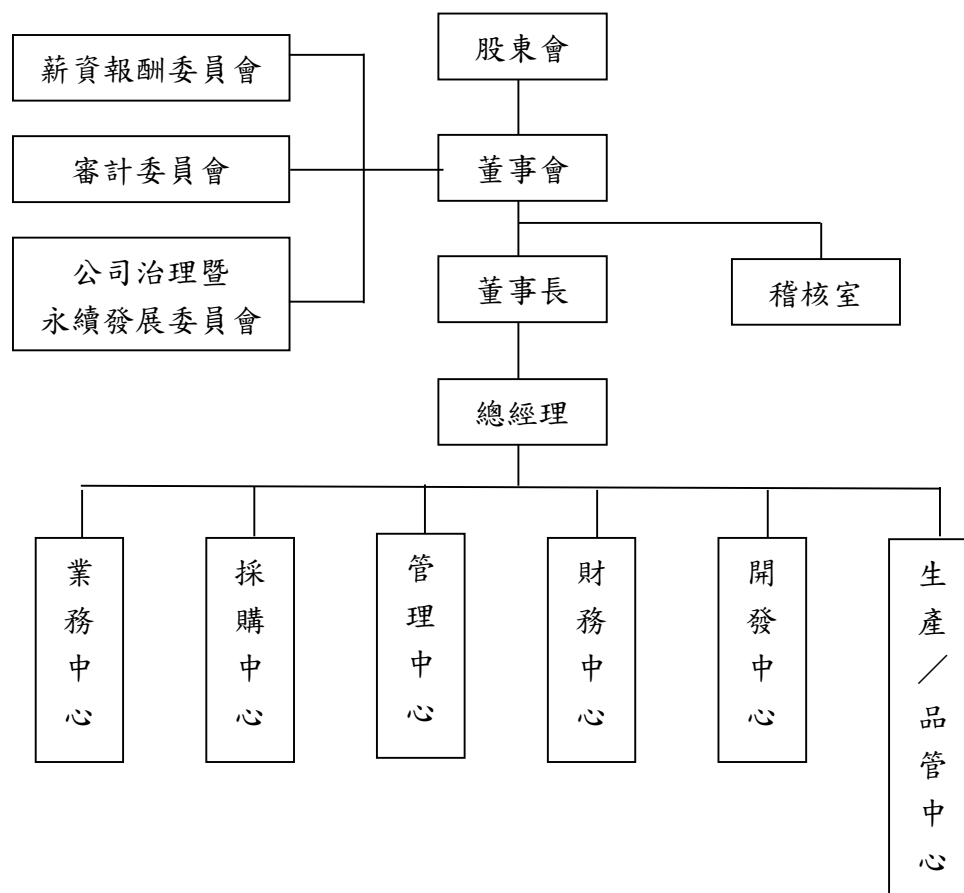 股東會
薪資報酬委員會
審計委員會
董事會
公司治理暨
永續發展委員會
董事長
稽核室
總經理
業務中心
採購中心
管理中心
財務中心
開發中心
生產／品管中心